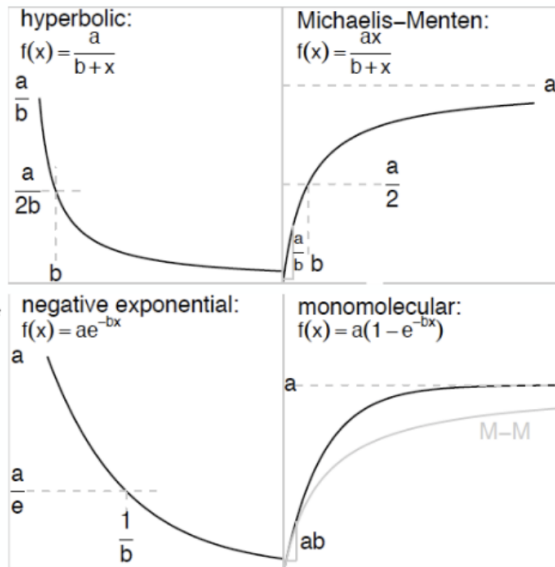 hyperbolic:
f(x) = a/(b+x)
a/b
a/2b
b
Michaelis−Menten:
f(x) = ax/(b+x)
a
a/2
a/b
b
negative exponential:
f(x) = ae^−bx
a
a/e
1/b
monomolecular:
f(x) = a(1−e^−bx)
a
M−M
ab